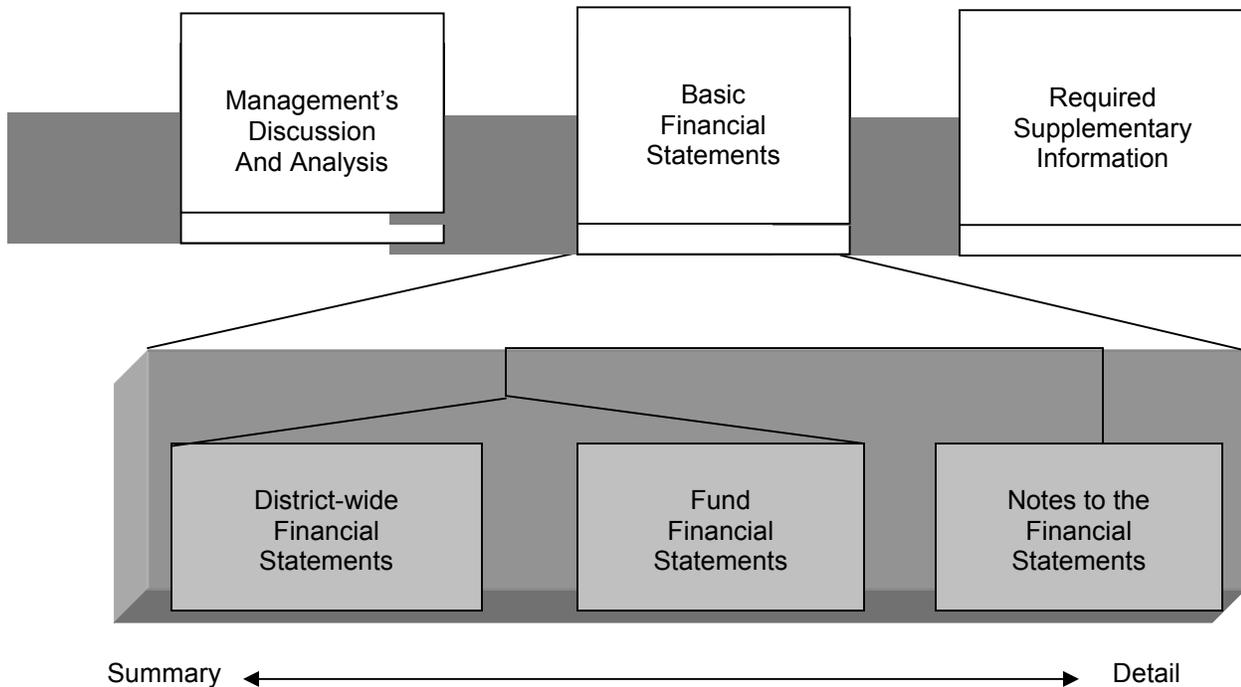 Management’s
Discussion
And Analysis
Basic
Financial
Statements
Required
Supplementary
Information
District-wide
Financial
Statements
Fund
Financial
Statements
Notes to the
Financial
Statements
Summary
Detail